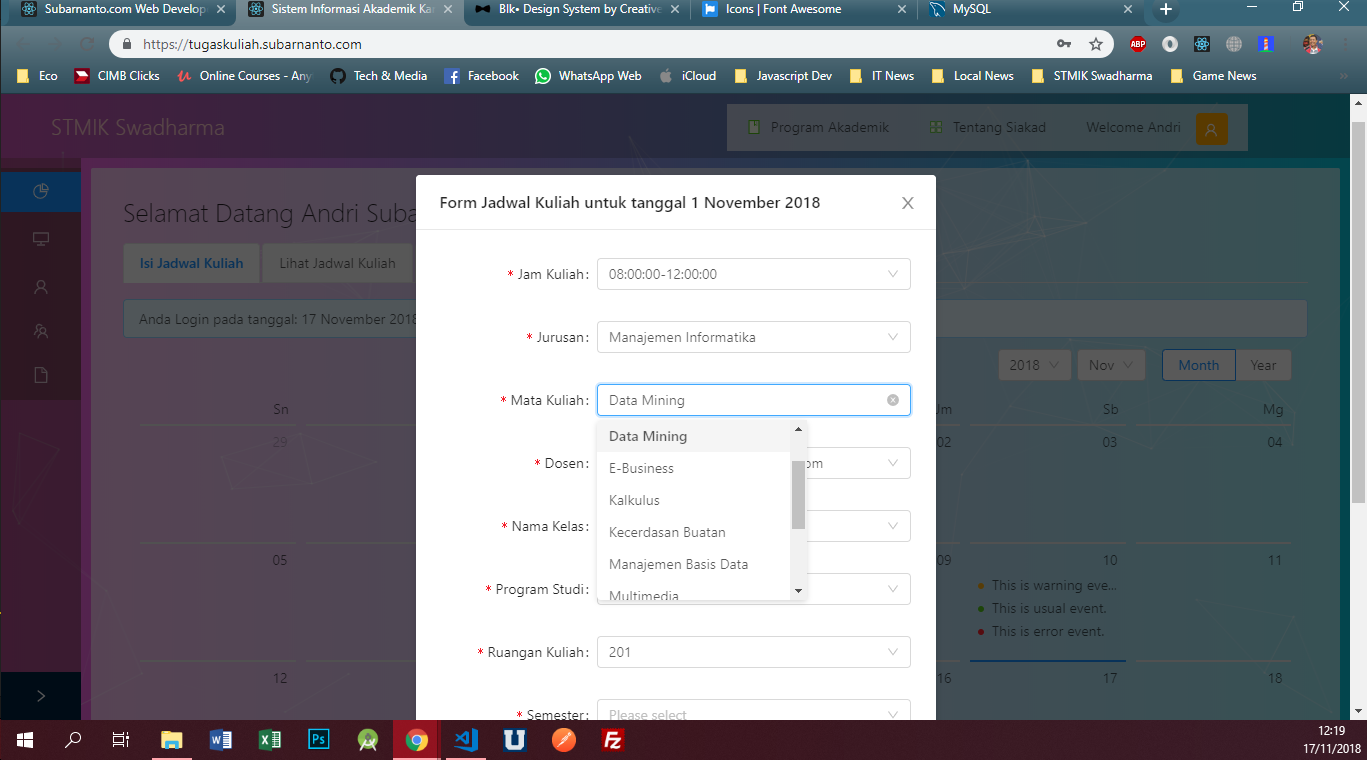 Subarnanto.com Web Develop
Sistem Informasi Akademik Ka
Blk• Design System by Creative
Icons | Font Awesome
MySQL
https://tugaskuliah.subarnanto.com
ABP
Eco
CIMB Clicks
Online Courses - Any
Tech & Media
Facebook
WhatsApp Web
iCloud
Javascript Dev
IT News
Local News
STMIK Swadharma
Game News
STMIK Swadharma
Program Akademik
Tentang Siakad
Welcome Andri
Selamat Datang Andri Suba
Isi Jadwal Kuliah
Lihat Jadwal Kuliah
Anda Login pada tanggal: 17 November 2018
2018
Nov
Month
Year
Sn
Jm
Sb
Mg
29
02
03
04
05
09
10
11
This is warning eve...
This is usual event.
This is error event.
12
16
17
18
Form Jadwal Kuliah untuk tanggal 1 November 2018
* Jam Kuliah: 08:00:00-12:00:00
* Jurusan: Manajemen Informatika
* Mata Kuliah: Data Mining
Data Mining
E-Business
Kalkulus
Kecerdasan Buatan
Manajemen Basis Data
Multimedia
* Dosen:
om
* Nama Kelas:
* Program Studi:
* Ruangan Kuliah: 201
* Semester: Please select
12:19
17/11/2018